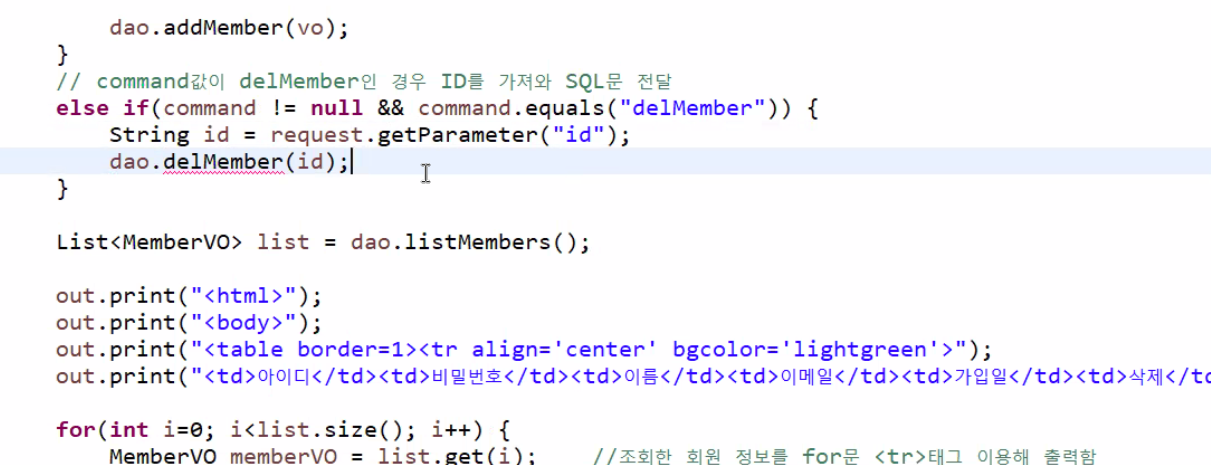 dao.addMember(vo);
}
// command값이 delMember인 경우 ID를 가져와 SQL문 전달
else if(command != null && command.equals("delMember")) {
String id = request.getParameter("id");
dao.delMember(id);
}
List<MemberVO> list = dao.listMembers();
out.print("<html>");
out.print("<body>");
out.print("<table border=1><tr align='center' bgcolor='lightgreen'>");
out.print("<td>아이디</td><td>비밀번호</td><td>이름</td><td>이메일</td><td>가입일</td><td>삭제</td
for(int i=0; i<list.size(); i++) {
MemberVO memberVO = list.get(i); //조회한 회원 정보를 for문 <tr>태그 이용해 출력함